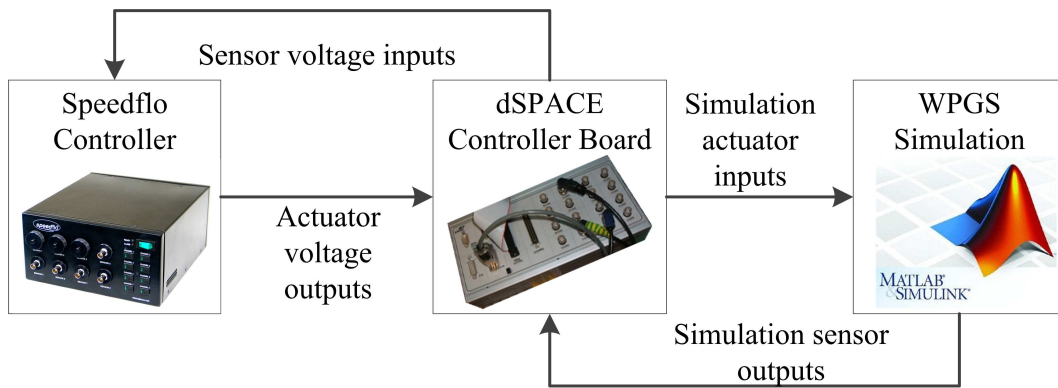 Sensor voltage inputs
Speedflo
Controller
dSPACE
Controller Board
WPGS
Simulation
Simulation
actuator
inputs
speedflo
Actuator
voltage
outputs
MATLAB®
&SIMULINK®
Simulation sensor
outputs